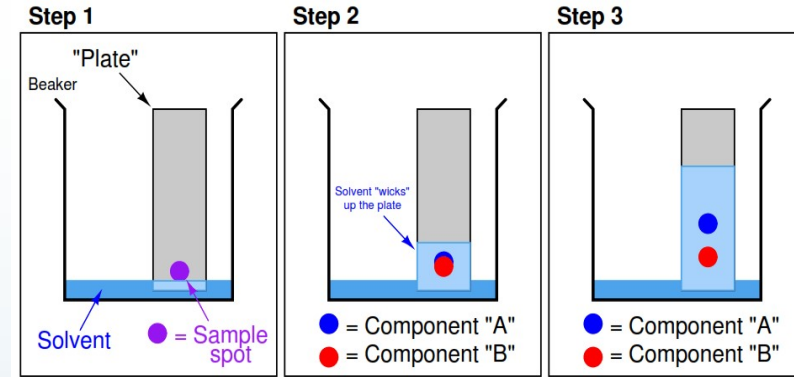 Step 1
"Plate"
Beaker
Solvent
= Sample
spot
Step 2
Solvent "wicks"
up the plate
= Component "A"
= Component "B"
Step 3
= Component "A"
= Component "B"